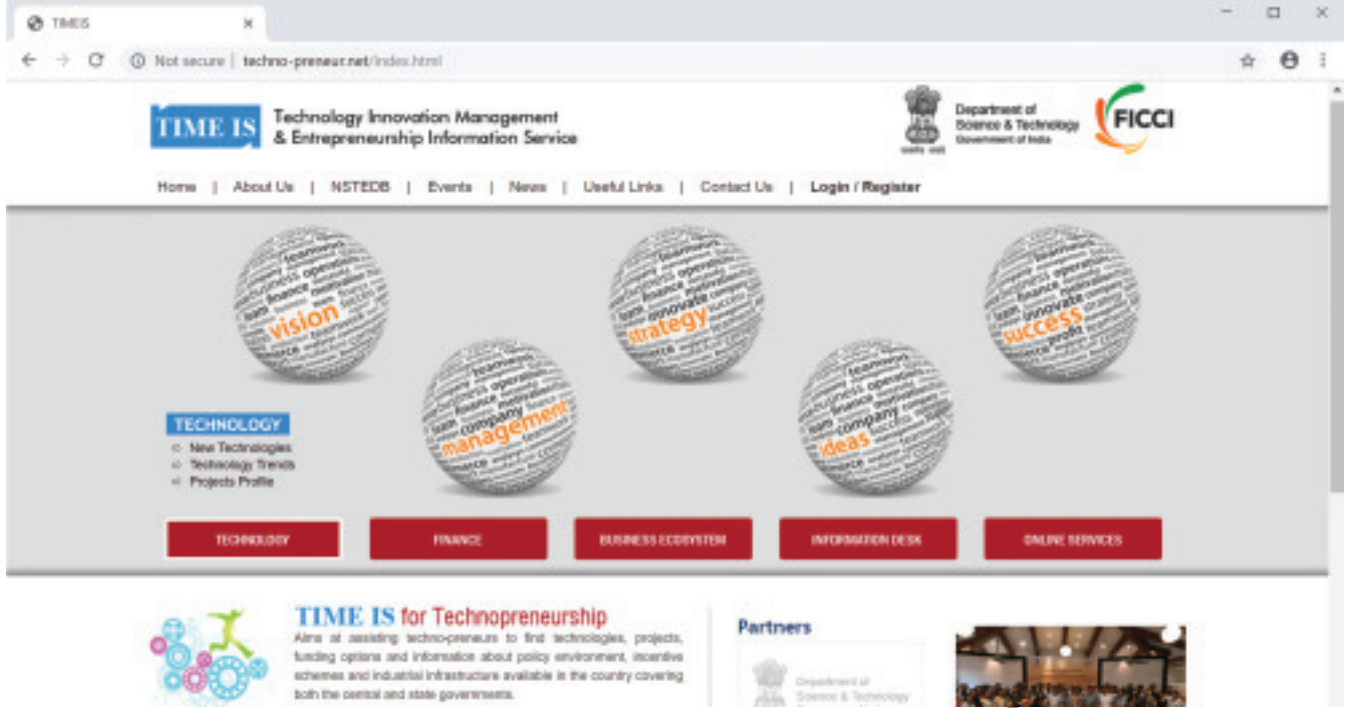 TIMEIS
Not secure | techno-preneur.net/index.html
TIME IS
Technology Innovation Management
& Entrepreneurship Information Service
Department of
Science & Technology
Government of India
FICCI
Home | About Us | NSTEDB | Events | News | Useful Links | Contact Us | Login / Register
vision
strategy
success
management
ideas
TECHNOLOGY
New Technologies
Technology Trends
Projects Profile
TECHNOLOGY
FINANCE
BUSINESS ECOSYSTEM
INFORMATION DESK
ONLINE SERVICES
TIME IS for Technopreneurship
Aims at assisting techno-preneurs to find technologies, projects,
funding options and information about policy environment, incentive
schemes and industrial infrastructure available in the country covering
both the central and state governments.
Partners
Department of
Science & Technology